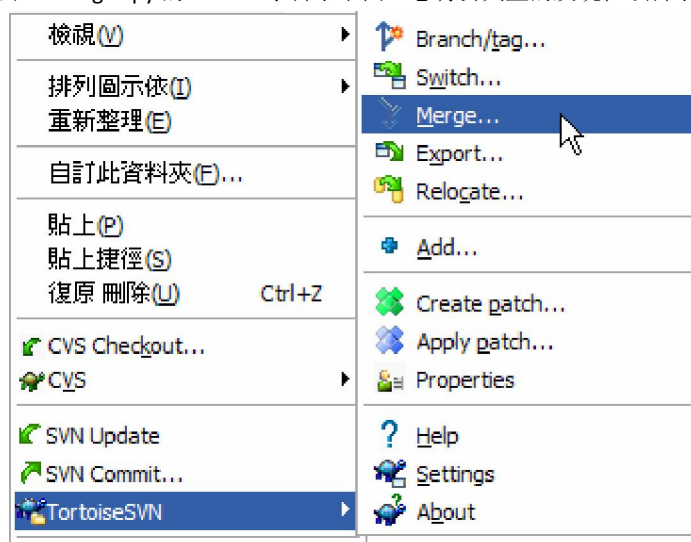 檢視(V)
排列圖示依(I)
重新整理(E)
自訂此資料夾(F)...
貼上(P)
貼上捷徑(S)
復原 刪除(U) Ctrl+Z
CVS Checkout...
CVS
SVN Update
SVN Commit...
TortoiseSVN
Branch/tag...
Switch...
Merge...
Export...
Relocate...
Add...
Create patch...
Apply patch...
Properties
Help
Settings
About